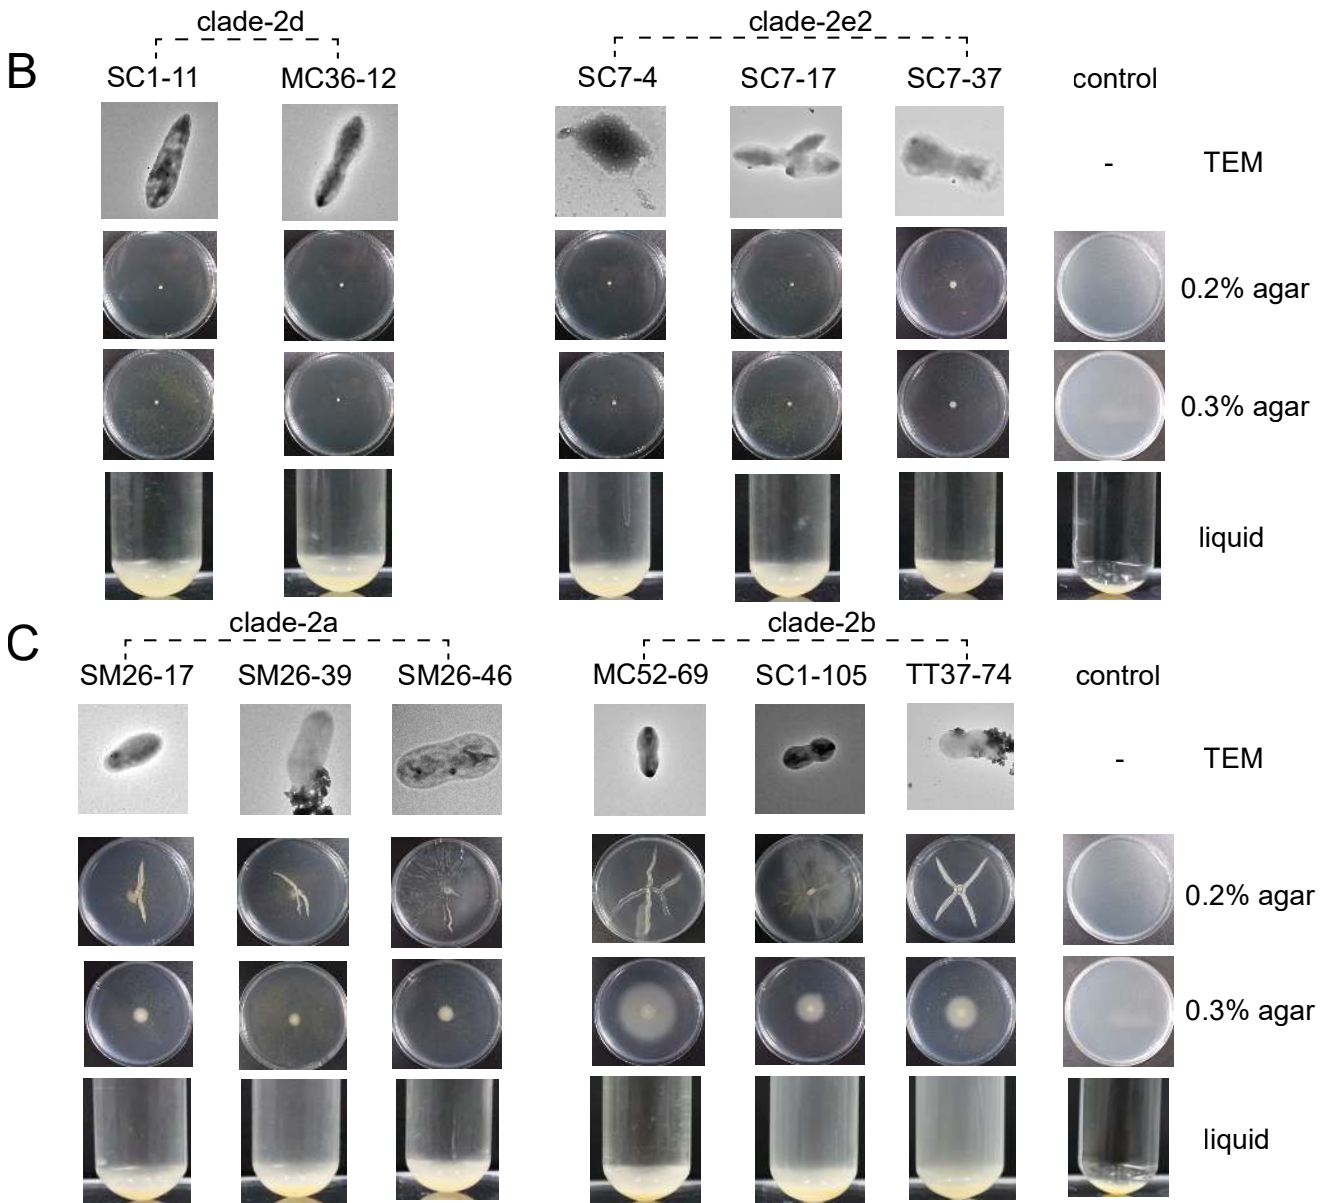 clade-2d
clade-2e2
B
SC1-11
MC36-12
SC7-4
SC7-17
SC7-37
control
-
TEM
0.2% agar
0.3% agar
liquid
C
clade-2a
clade-2b
SM26-17
SM26-39
SM26-46
MC52-69
SC1-105
TT37-74
control
-
TEM
0.2% agar
0.3% agar
liquid